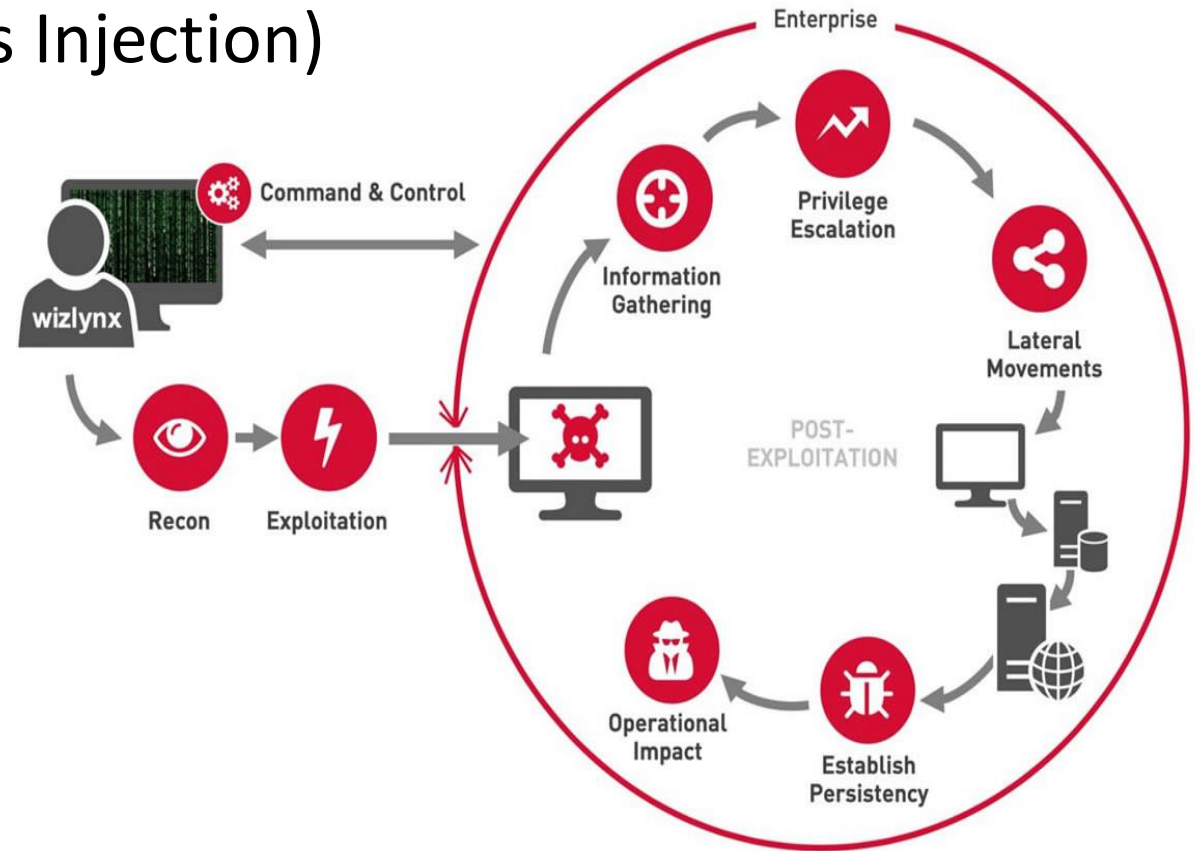 s Injection)
Enterprise
Command & Control
wizlynx
Privilege
Escalation
Information
Gathering
Lateral
Movements
POST-
EXPLOITATION
Recon
Exploitation
Operational
Impact
Establish
Persistency